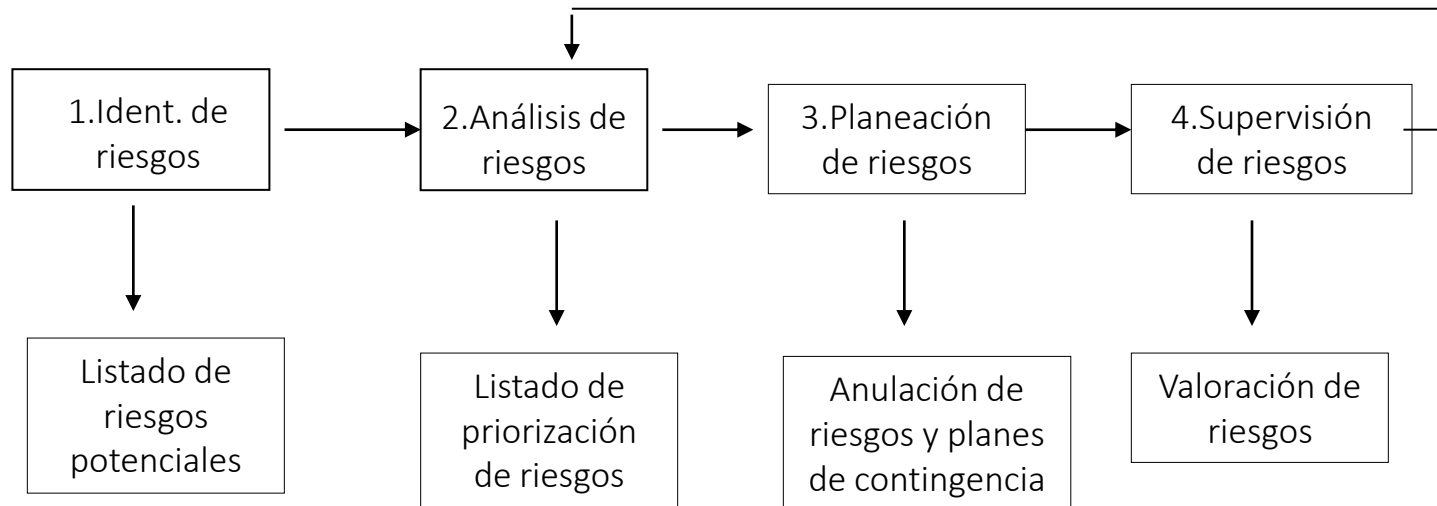 1.Ident. de
riesgos
2.Análisis de
riesgos
3.Planeación
de riesgos
4.Supervisión
de riesgos
Listado de
riesgos
potenciales
Listado de
priorización
de riesgos
Anulación de
riesgos y planes
de contingencia
Valoración de
riesgos